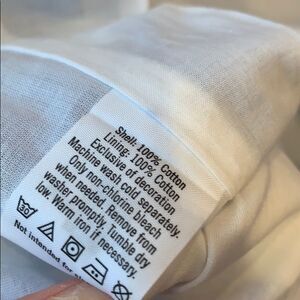 Shell: 100% Cotton
Lining: 100% Cotton
Exclusive of decoration
Machine wash cold separately.
Only non-chlorine bleach
when needed. Remove from
washer promptly. Tumble dry
low. Warm iron if necessary.
Not intended for